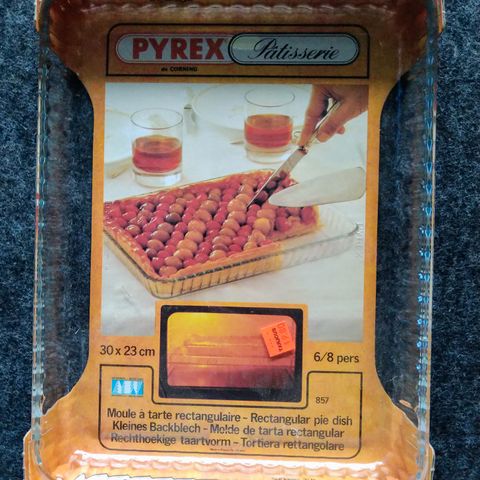 PYREX Pâtisserie
de CORNING
30 x 23 cm
6/8 pers
857
Moule à tarte rectangulaire - Rectangular pie dish
Kleines Backblech - Molde de tarta rectangular
Rechthoekige taartvorm - Tortiera rettangolare